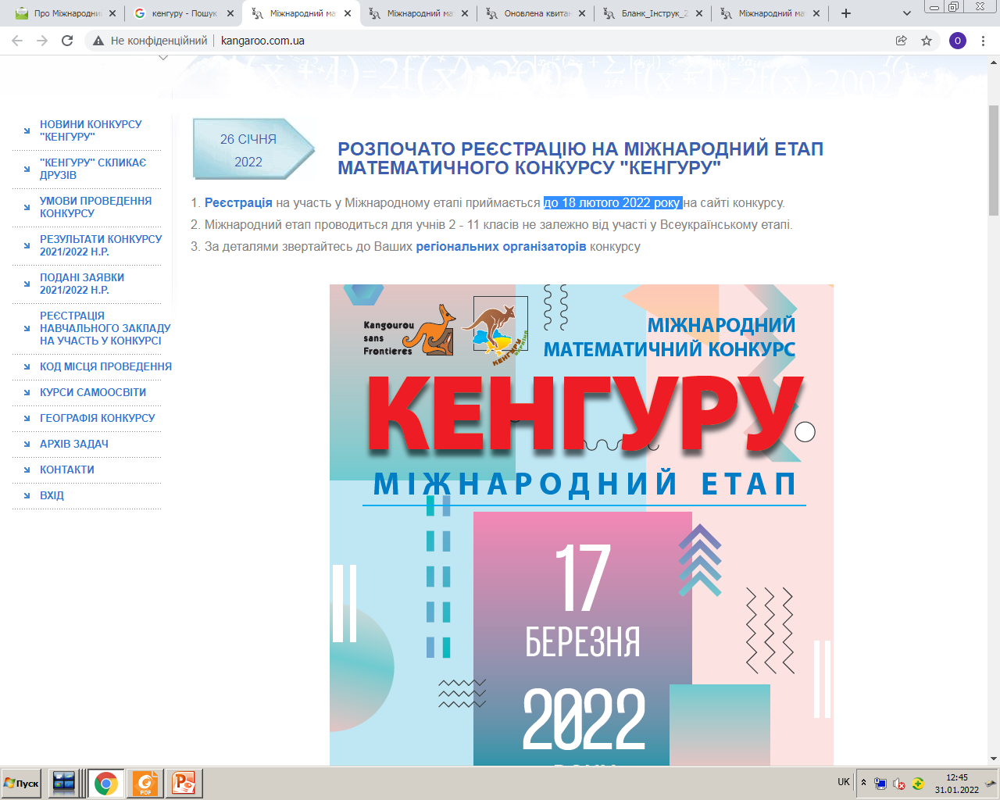 Про Міжнародни
кенгуру - Пошук
Міжнародний ма
Міжнародний ма
Оновлена квитан
Бланк_Інструк_2
Міжнародний ма
Не конфіденційний
kangaroo.com.ua
О
НОВИНИ КОНКУРСУ
"КЕНГУРУ"
"КЕНГУРУ" СКЛИКАЄ
ДРУЗІВ
УМОВИ ПРОВЕДЕННЯ
КОНКУРСУ
РЕЗУЛЬТАТИ КОНКУРСУ
2021/2022 Н.Р.
ПОДАНІ ЗАЯВКИ
2021/2022 Н.Р.
РЕЄСТРАЦІЯ
НАВЧАЛЬНОГО ЗАКЛАДУ
НА УЧАСТЬ У КОНКУРСІ
КОД МІСЦЯ ПРОВЕДЕННЯ
КУРСИ САМООСВІТИ
ГЕОГРАФІЯ КОНКУРСУ
АРХІВ ЗАДАЧ
КОНТАКТИ
ВХІД
26 СІЧНЯ
2022
РОЗПОЧАТО РЕЄСТРАЦІЮ НА МІЖНАРОДНИЙ ЕТАП
МАТЕМАТИЧНОГО КОНКУРСУ "КЕНГУРУ"
1. Реєстрація на участь у Міжнародному етапі приймається до 18 лютого 2022 року на сайті конкурсу.
2. Міжнародний етап проводиться для учнів 2 - 11 класів не залежно від участі у Всеукраїнському етапі.
3. За деталями звертайтесь до Ваших регіональних організаторів конкурсу
Kangourou
sans
Frontieres
КЕНГУРУ
УКРАЇНА
МІЖНАРОДНИЙ
МАТЕМАТИЧНИЙ КОНКУРС
КЕНГУРУ
МІЖНАРОДНИЙ ЕТАП
17
БЕРЕЗНЯ
2022
Пуск
PDF
UK
12:45
31.01.2022